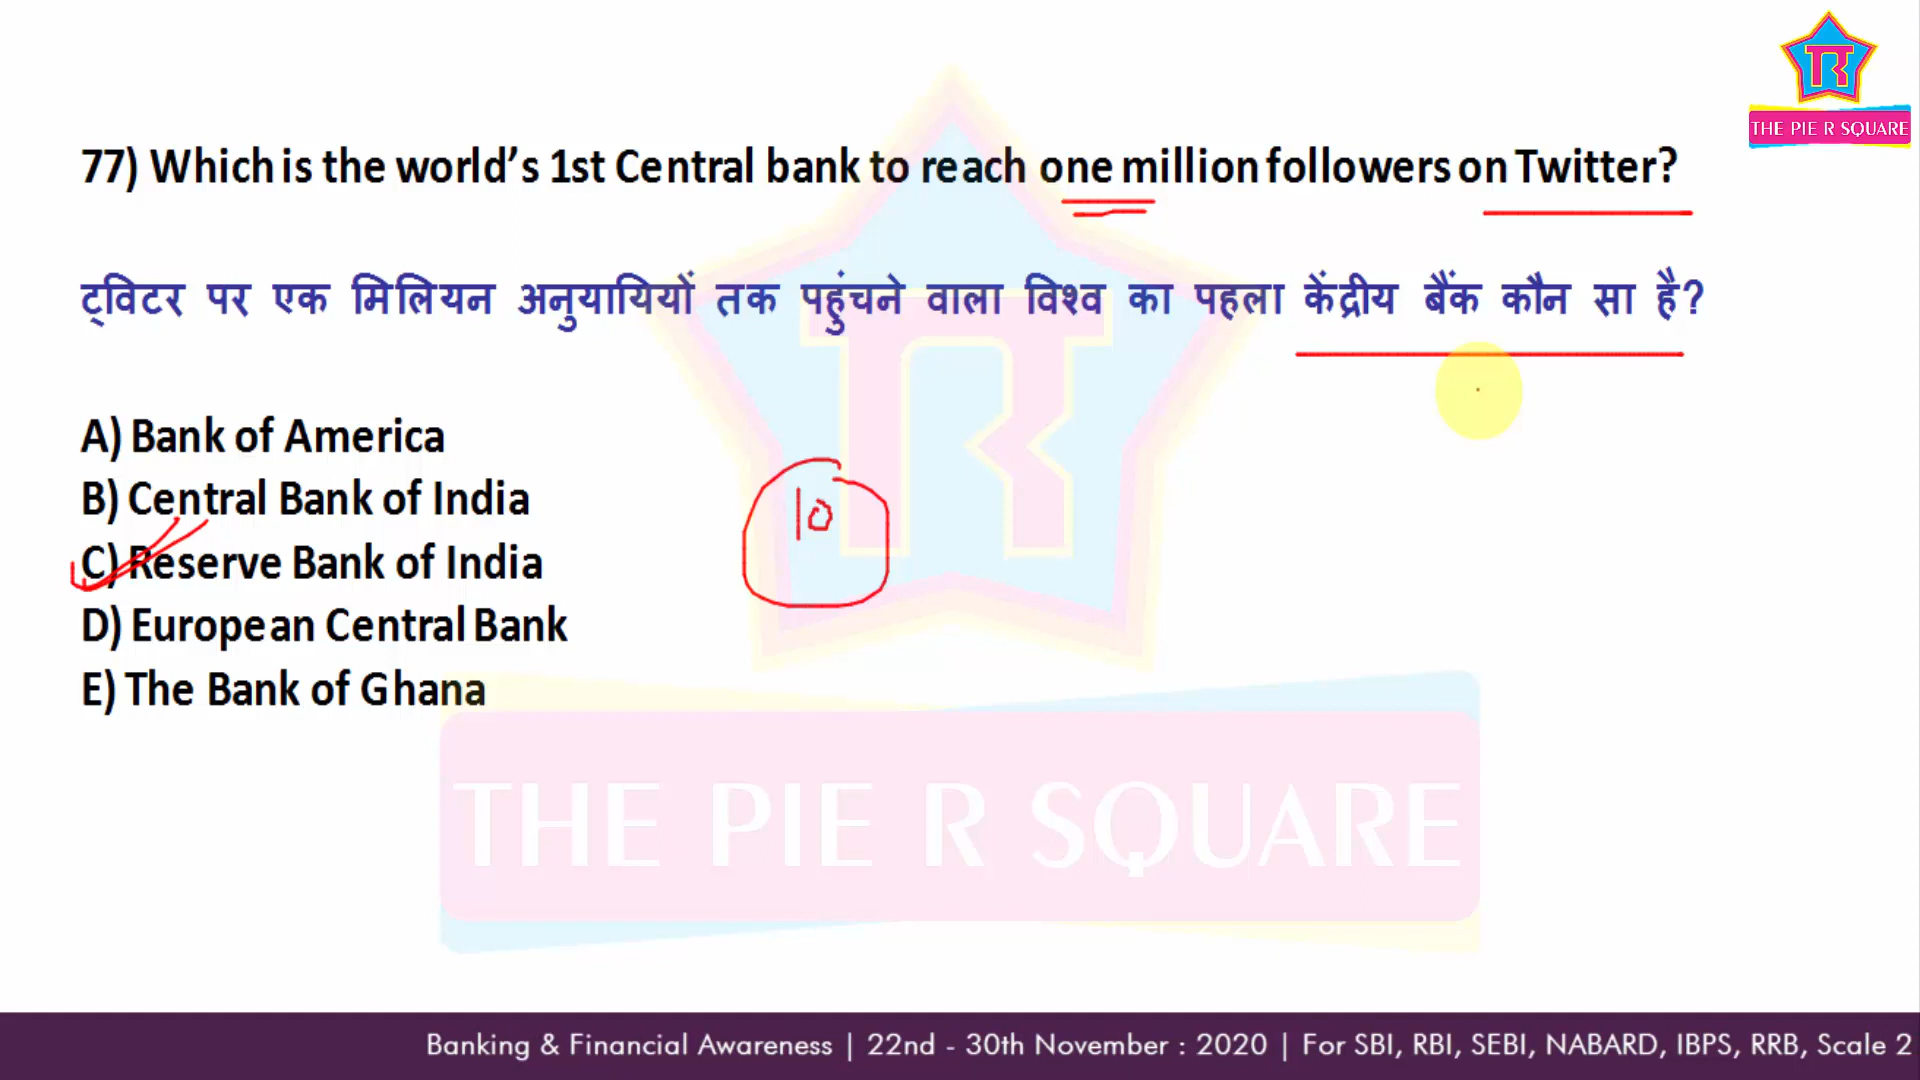 THE PIE R SQUARE
77) Which is the world’s 1st Central bank to reach one million followers on Twitter?
ट्विटर पर एक मिलियन अनुयायियों तक पहुंचने वाला विश्व का पहला केंद्रीय बैंक कौन सा है?
A) Bank of America
B) Central Bank of India
C) Reserve Bank of India
D) European Central Bank
E) The Bank of Ghana
10
THE PIE R SQUARE
Banking & Financial Awareness | 22nd - 30th November : 2020 | For SBI, RBI, SEBI, NABARD, IBPS, RRB, Scale 2